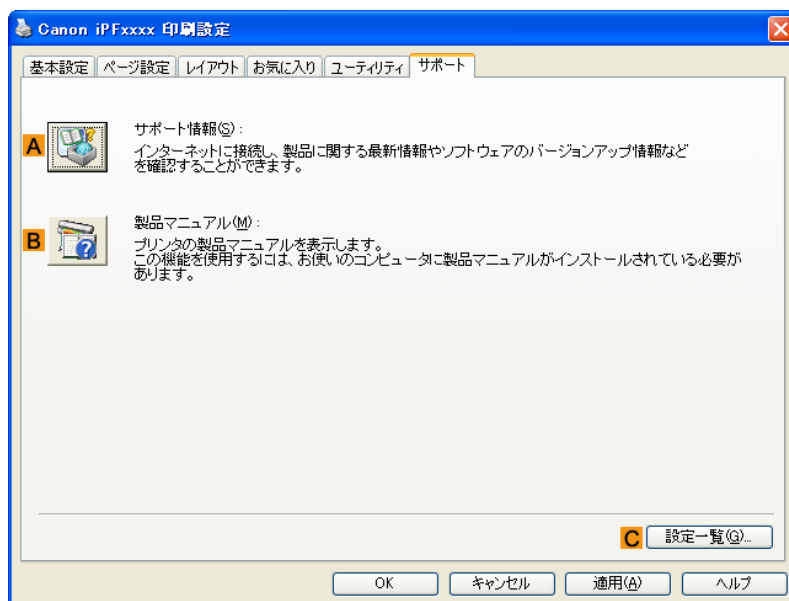 Canon iPFxxxx 印刷設定
基本設定 ページ設定 レイアウト お気に入り ユーティリティ サポート
A
サポート情報(S) :
インターネットに接続し、製品に関する最新情報やソフトウェアのバージョンアップ情報など
を確認することができます。
B
製品マニュアル(M) :
プリンタの製品マニュアルを表示します。
この機能を使用するには、お使いのコンピュータに製品マニュアルがインストールされている必要が
あります。
C 設定一覧(G)...
OK キャンセル 適用(A) ヘルプ